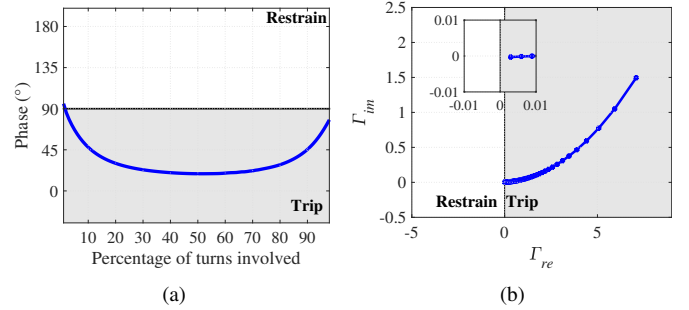 Restrain
180
135
90
45
0
Phase (°)
Trip
10 20 30 40 50 60 70 80 90
Percentage of turns involved
(a)
2.5
2
1.5
1
0.5
0
-0.5
Γim
0.01
0
-0.01
-0.01 0 0.01
Restrain Trip
-5 0 5
Γre
(b)